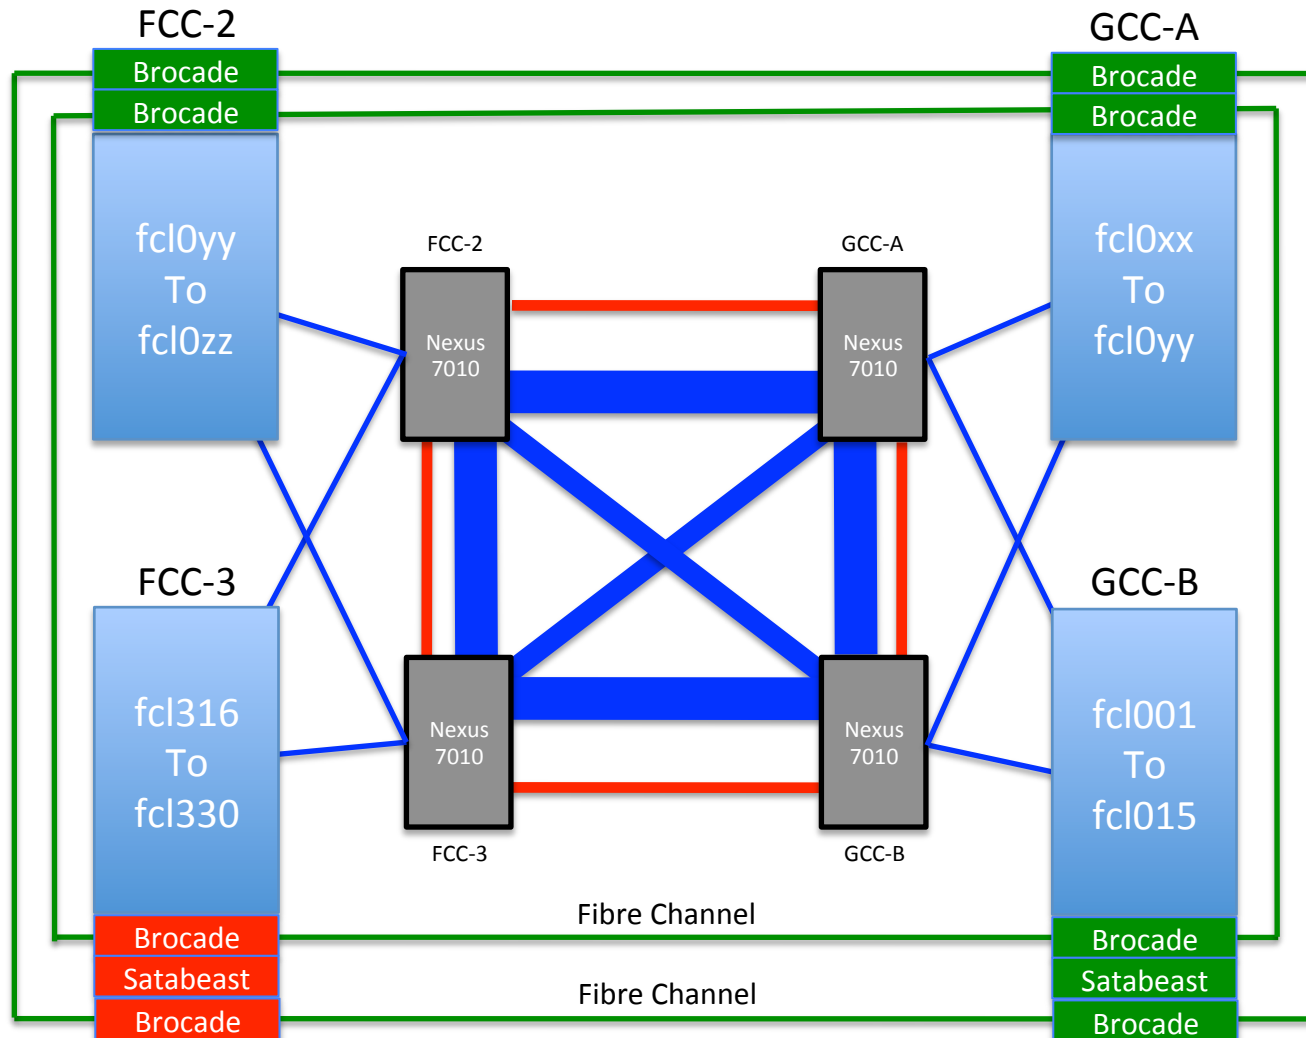 FCC-2
GCC-A
Brocade
Brocade
Brocade
Brocade
fcl0yy
To
fcl0zz
fcl0xx
To
fcl0yy
FCC-2
GCC-A
Nexus
7010
Nexus
7010
FCC-3
GCC-B
fcl316
To
fcl330
Nexus
7010
Nexus
7010
fcl001
To
fcl015
FCC-3
GCC-B
Fibre Channel
Brocade
Brocade
Satabeast
Satabeast
Fibre Channel
Brocade
Brocade